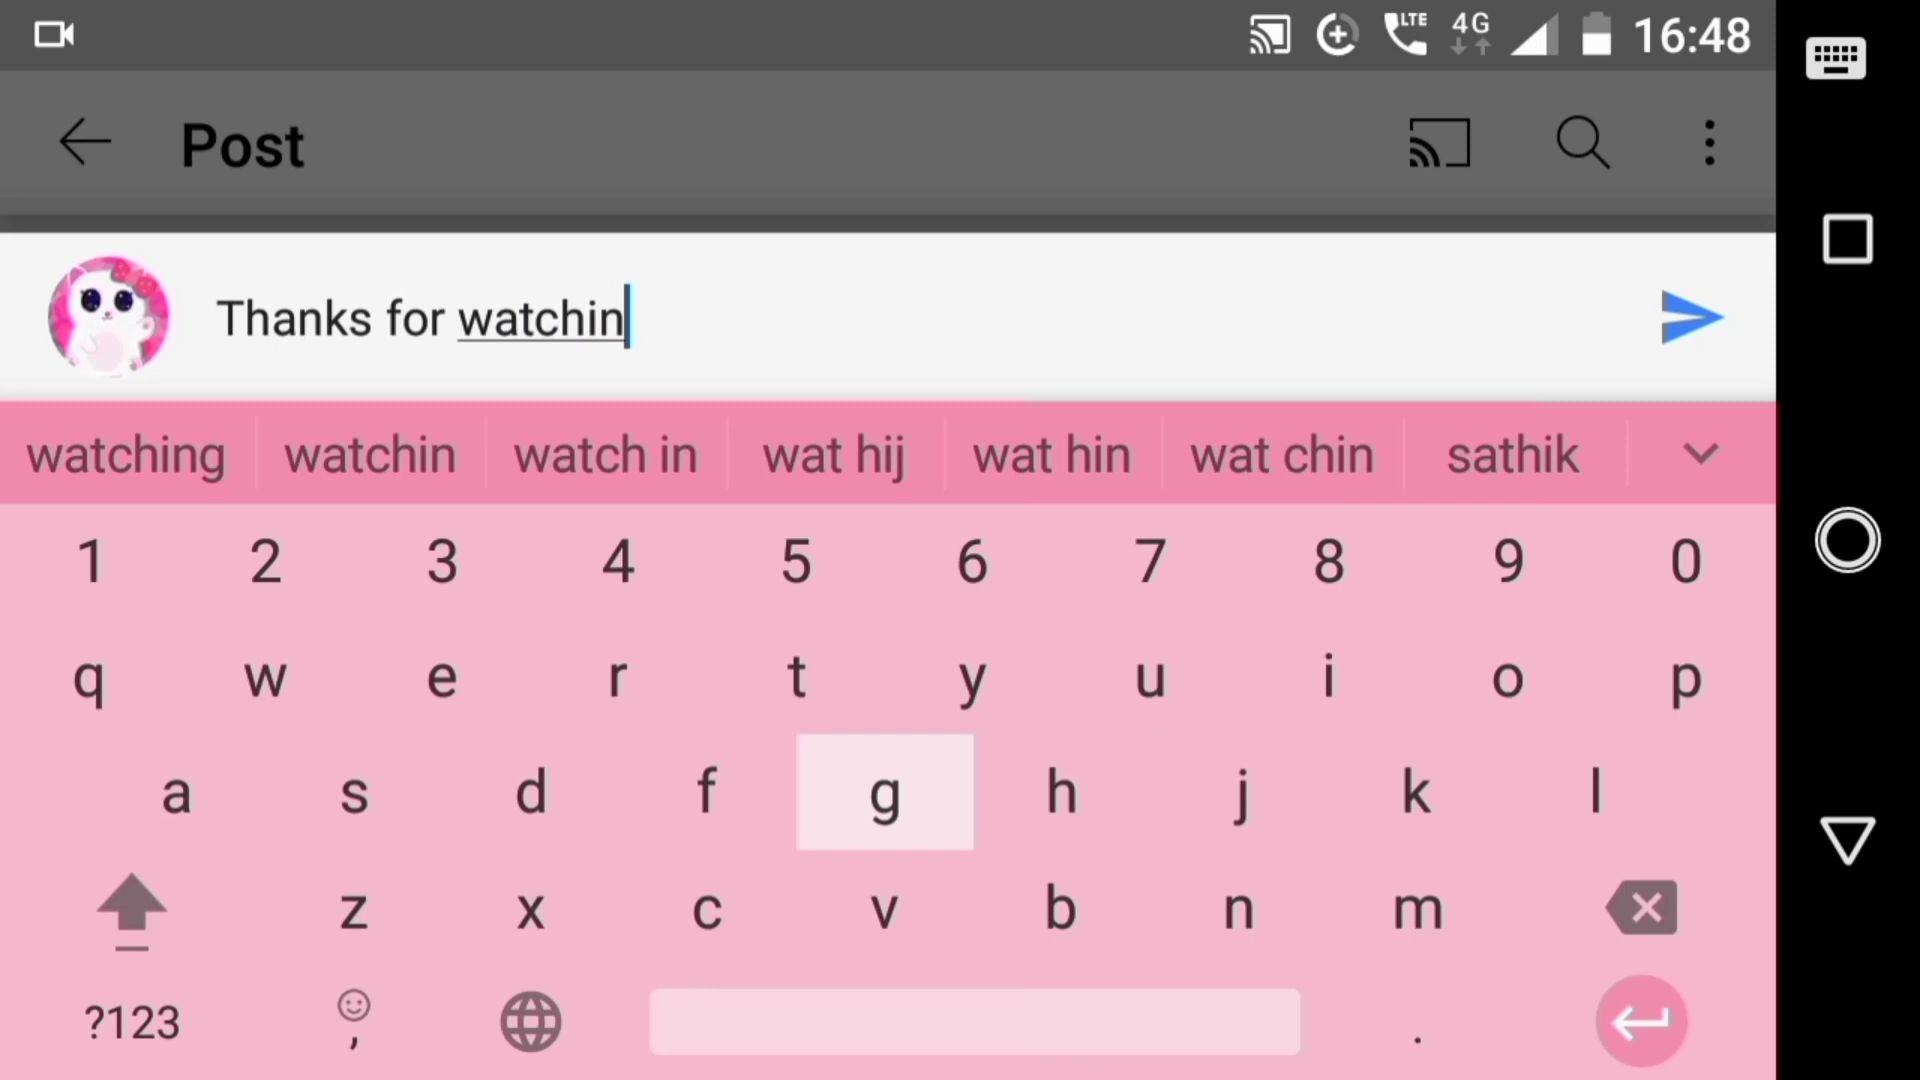 LTE 4G 16:48
Post
Thanks for watchin
watching watchin watch in wat hij wat hin wat chin sathik
1 2 3 4 5 6 7 8 9 0
q w e r t y u i o p
a s d f g h j k l
z x c v b n m
?123 , .